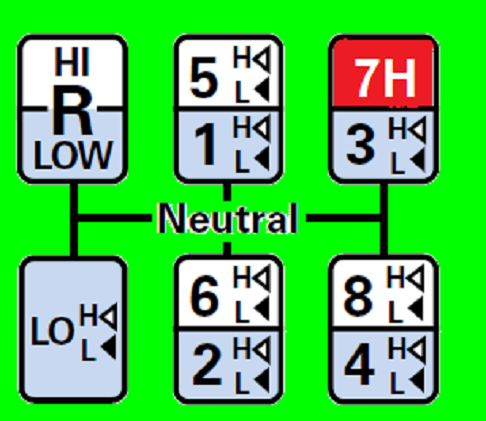 HI
R
LOW
5 H L
1 H L
7H
3 H L
Neutral
LO H L
6 H L
2 H L
8 H L
4 H L